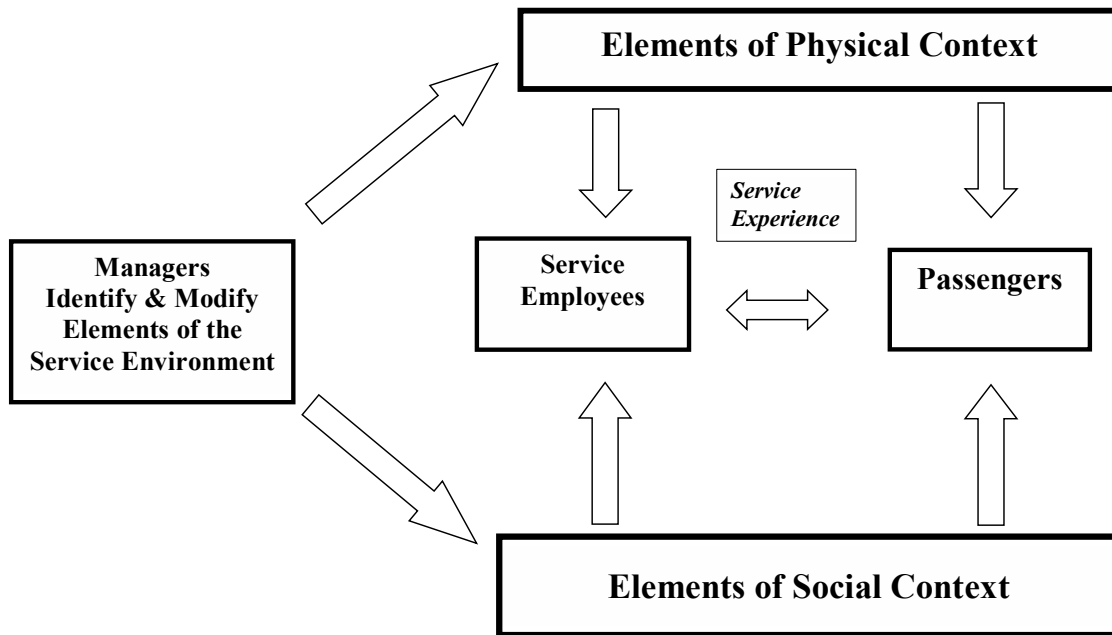 Elements of Physical Context
Service
Experience
Managers
Identify & Modify
Elements of the
Service Environment
Service
Employees
Passengers
Elements of Social Context